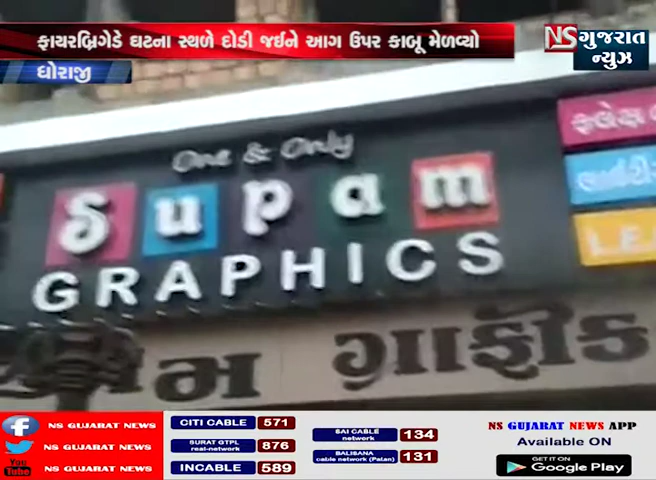 ફાયરબ્રિગેડે ઘટના સ્થળે દોડી જઈને આગ ઉપર કાબૂ મેળવ્યો
NS ગુજરાત ન્યુઝ
ધોરાજી
One & Only
Supam
GRAPHICS
ગ્રાફીક
L.E.
NS GUJARAT NEWS
NS GUJARAT NEWS
You Tube NS GUJARAT NEWS
CITI CABLE 571
SURAT GTPL network 876
INCABLE 589
SAI CABLE network 134
BALISANA cable network (Patan) 131
NS GUJARAT NEWS APP
Available ON
GET IT ON
Google Play